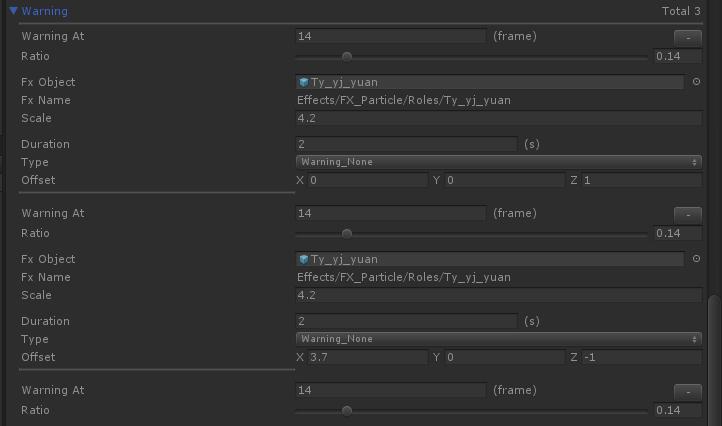 Warning Total 3
Warning At 14 (frame) -
Ratio 0.14
Fx Object Ty_yj_yuan
Fx Name Effects/FX_Particle/Roles/Ty_yj_yuan
Scale 4.2
Duration 2 (s)
Type Warning_None
Offset X 0 Y 0 Z 1
Warning At 14 (frame) -
Ratio 0.14
Fx Object Ty_yj_yuan
Fx Name Effects/FX_Particle/Roles/Ty_yj_yuan
Scale 4.2
Duration 2 (s)
Type Warning_None
Offset X 3.7 Y 0 Z -1
Warning At 14 (frame) -
Ratio 0.14